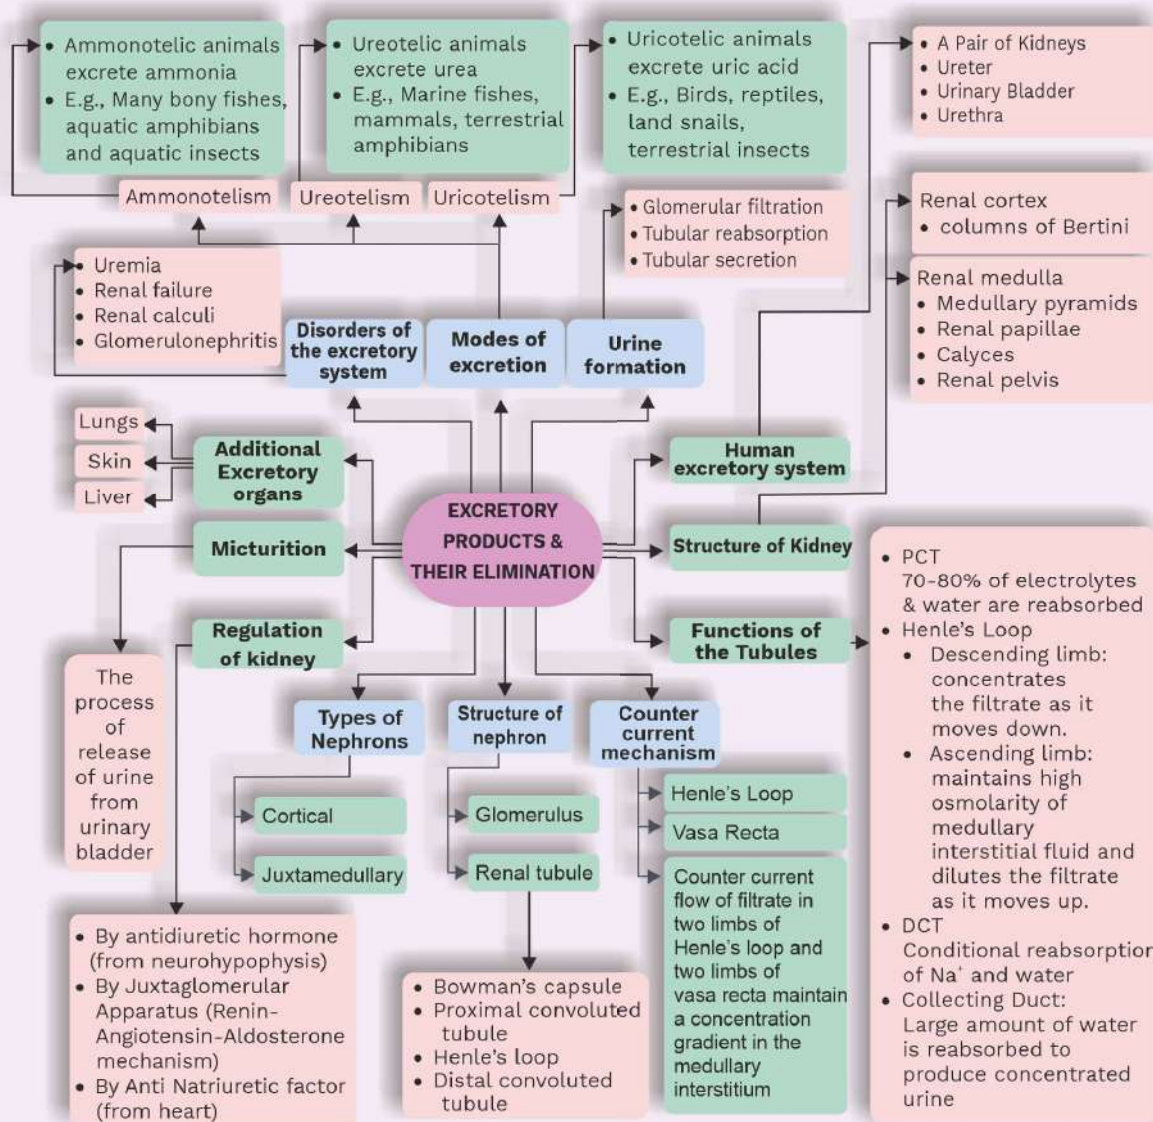 • Ammonotelic animals
excrete ammonia
• E.g., Many bony fishes,
aquatic amphibians
and aquatic insects
• Ureotelic animals
excrete urea
• E.g., Marine fishes,
mammals, terrestrial
amphibians
• Uricotelic animals
excrete uric acid
• E.g., Birds, reptiles,
land snails,
terrestrial insects
• A Pair of Kidneys
• Ureter
• Urinary Bladder
• Urethra
Ammonotelism
Ureotelism
Uricotelism
• Glomerular filtration
• Tubular reabsorption
• Tubular secretion
Renal cortex
• columns of Bertini
Renal medulla
• Medullary pyramids
• Renal papillae
• Calyces
• Renal pelvis
• Uremia
• Renal failure
• Renal calculi
• Glomerulonephritis
Disorders of
the excretory
system
Modes of
excretion
Urine
formation
Lungs
Skin
Liver
Additional
Excretory
organs
Human
excretory system
EXCRETORY
PRODUCTS &
THEIR ELIMINATION
Micturition
Structure of Kidney
Regulation
of kidney
Functions of
the Tubules
• PCT
70-80% of electrolytes
& water are reabsorbed
• Henle's Loop
• Descending limb:
concentrates
the filtrate as it
moves down.
• Ascending limb:
maintains high
osmolarity of
medullary
interstitial fluid and
dilutes the filtrate
as it moves up.
• DCT
Conditional reabsorption
of Na⁺ and water
• Collecting Duct:
Large amount of water
is reabsorbed to
produce concentrated
urine
The
process
of
release
of urine
from
urinary
bladder
Types of
Nephrons
Structure of
nephron
Counter
current
mechanism
Cortical
Juxtamedullary
Glomerulus
Renal tubule
Henle's Loop
Vasa Recta
Counter current
flow of filtrate in
two limbs of
Henle's loop and
two limbs of
vasa recta maintain
a concentration
gradient in the
medullary
interstitium
• By antidiuretic hormone
(from neurohypophysis)
• By Juxtaglomerular
Apparatus (Renin-
Angiotensin-Aldosterone
mechanism)
• By Anti Natriuretic factor
(from heart)
• Bowman's capsule
• Proximal convoluted
tubule
• Henle's loop
• Distal convoluted
tubule